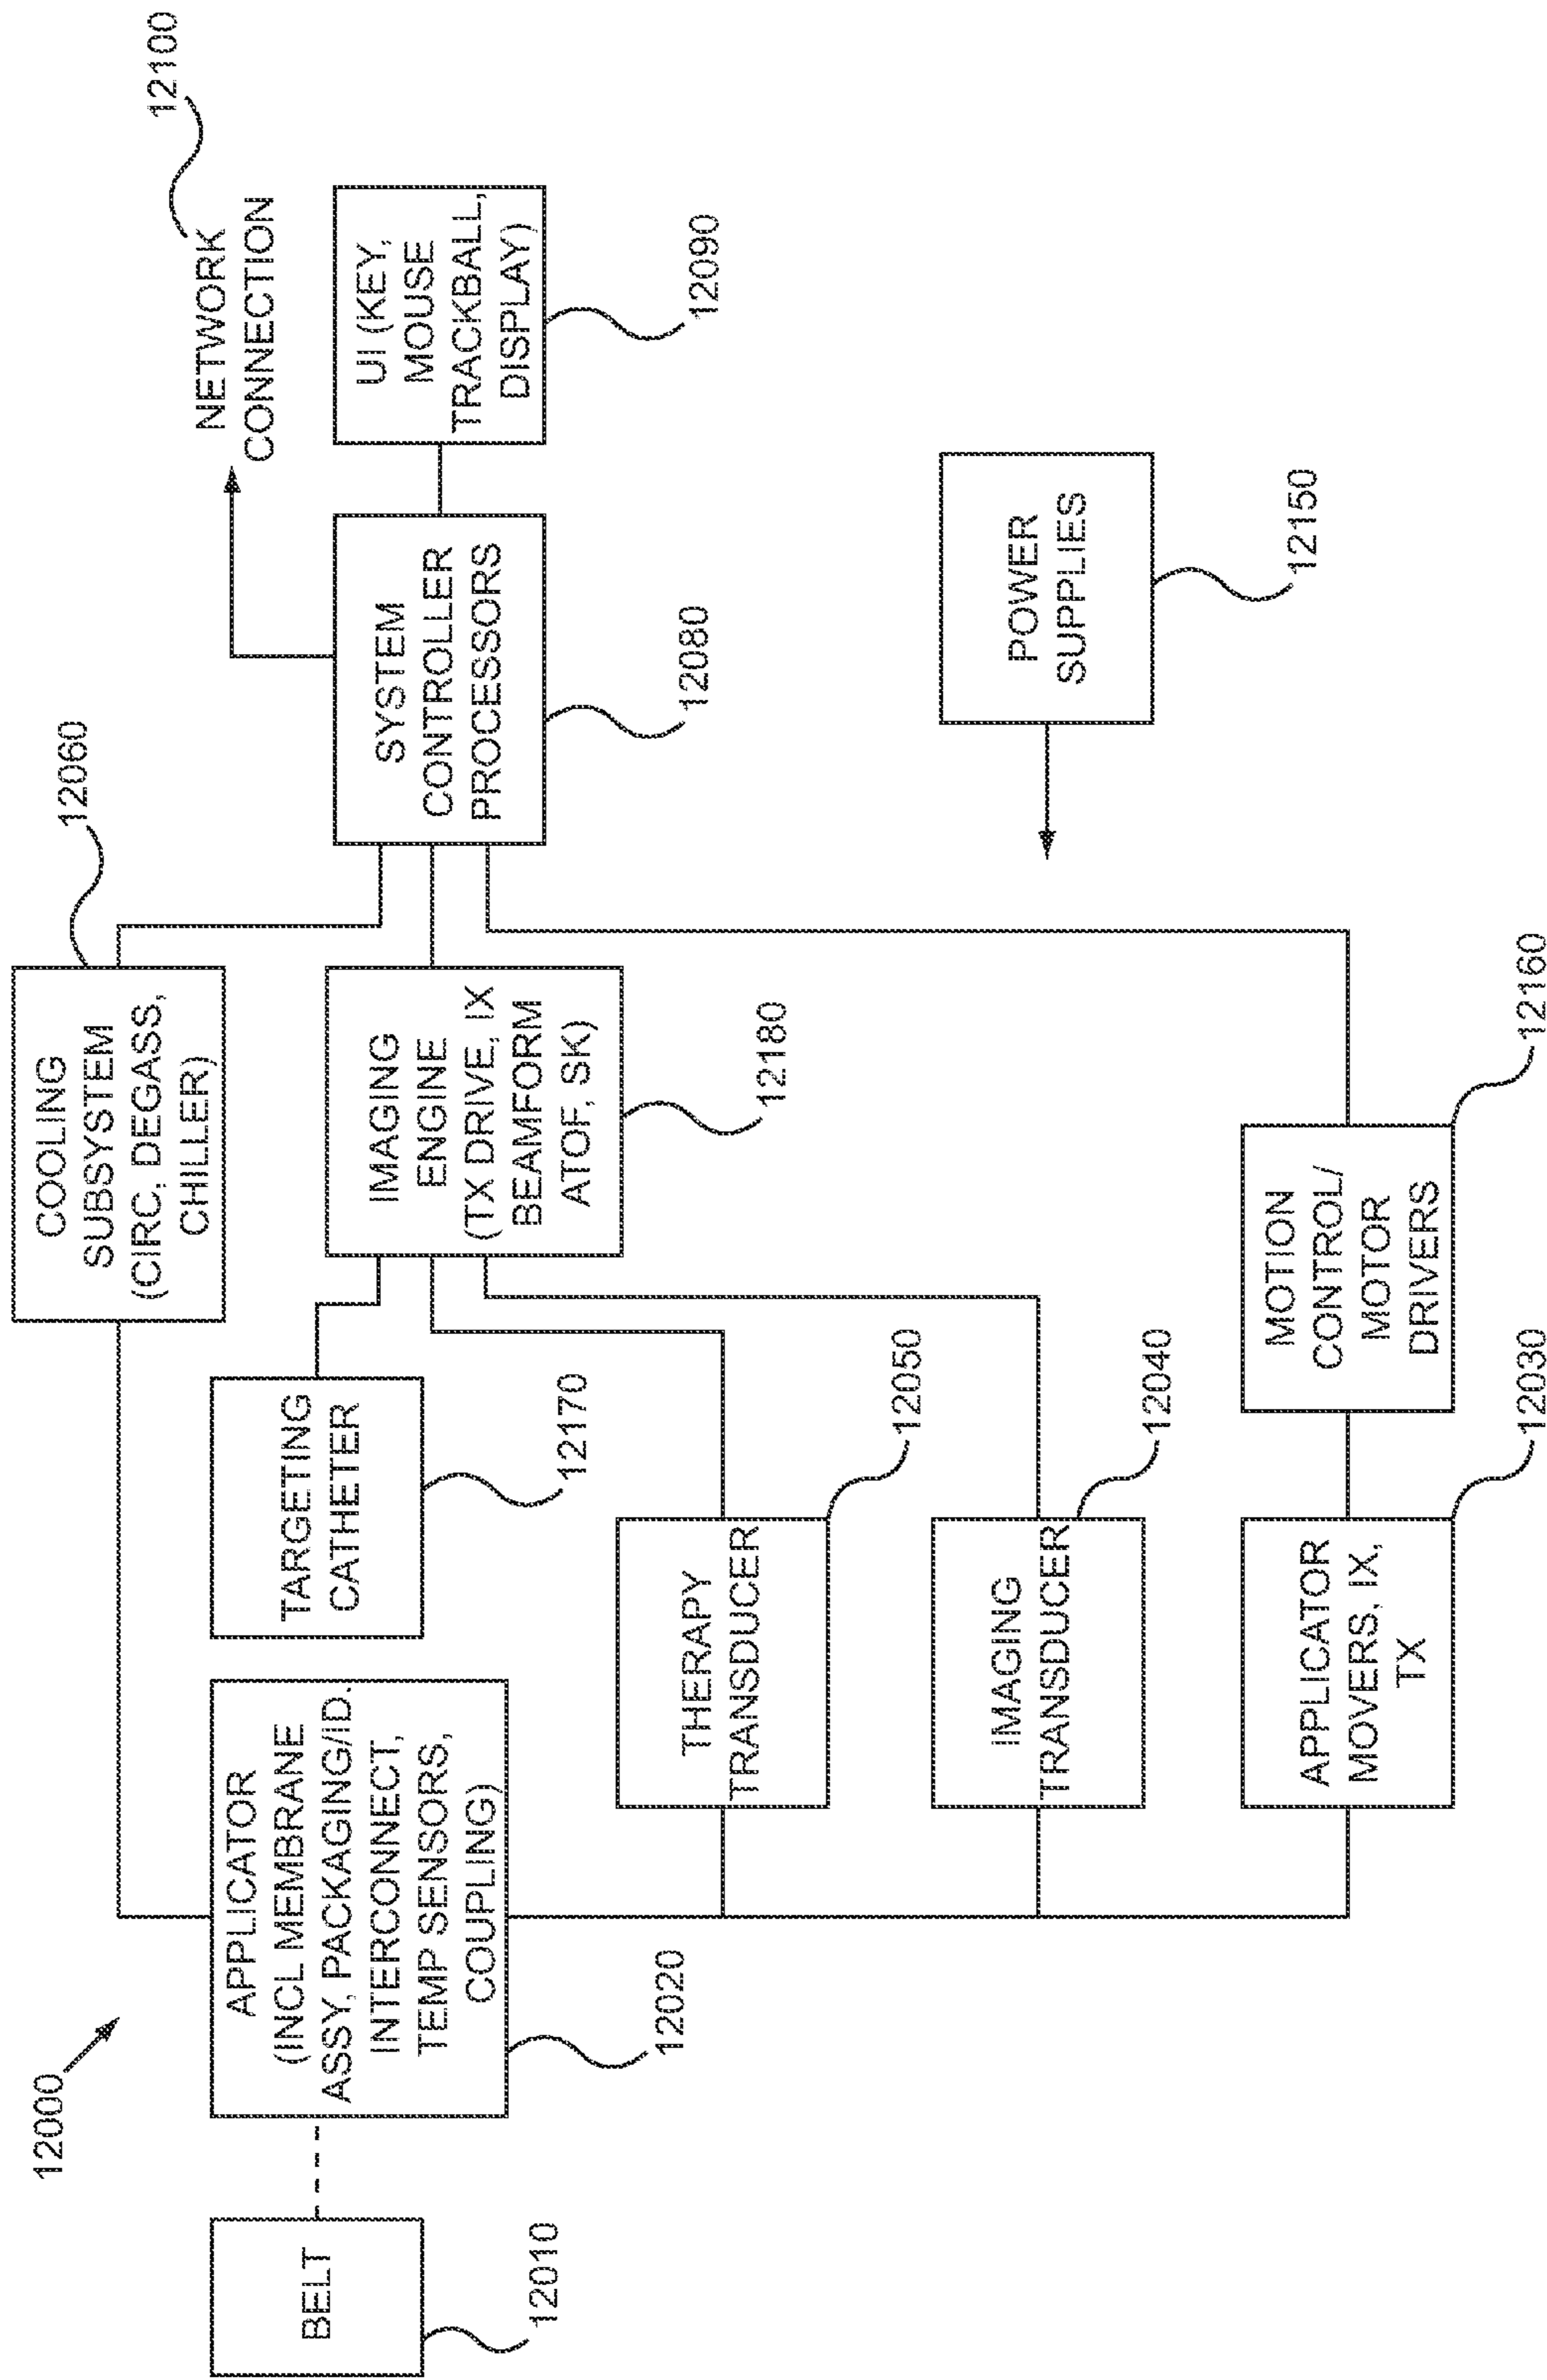 12000
BELT
12010
APPLICATOR
(INCL MEMBRANE
ASSY, PACKAGING/ID.
INTERCONNECT,
TEMP SENSORS,
COUPLING)
12020
COOLING
SUBSYSTEM
(CIRC, DEGASS,
CHILLER)
12060
TARGETING
CATHETER
12170
IMAGING
ENGINE
(TX DRIVE, IX
BEAMFORM
ATOF, SK)
12180
SYSTEM
CONTROLLER
PROCESSORS
12080
NETWORK
CONNECTION
12100
UI (KEY,
MOUSE
TRACKBALL,
DISPLAY)
12090
THERAPY
TRANSDUCER
12050
IMAGING
TRANSDUCER
12040
APPLICATOR
MOVERS, IX,
TX
12030
MOTION
CONTROL/
MOTOR
DRIVERS
12160
POWER
SUPPLIES
12150